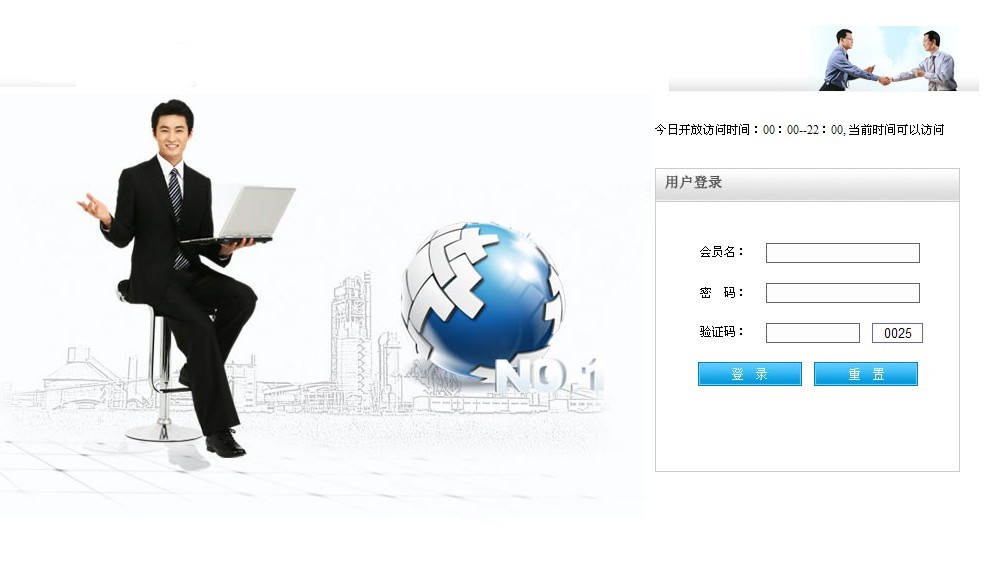 今日开放访问时间：00：00--22：00, 当前时间可以访问
用户登录
会员名：
密　码：
验证码：
0025
登　录
重　置
NO.1